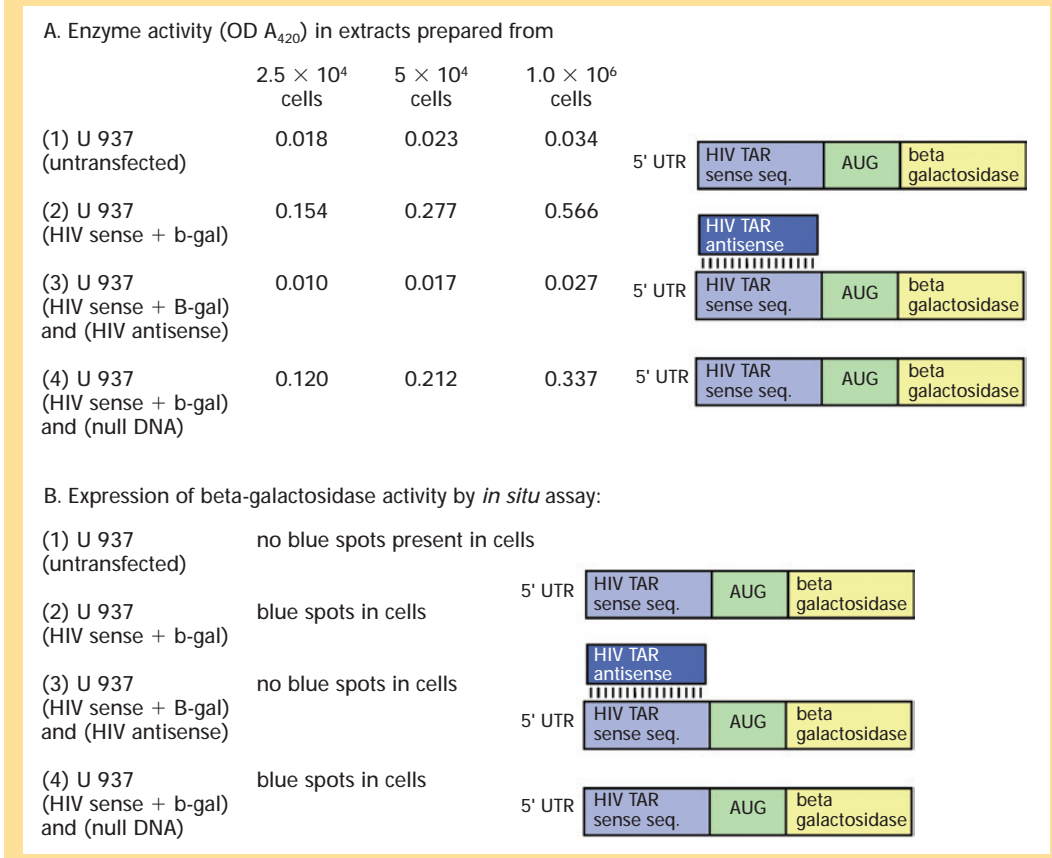 A. Enzyme activity (OD A₄₂₀) in extracts prepared from
2.5 × 10⁴ 5 × 10⁴ 1.0 × 10⁶
cells cells cells
(1) U 937 0.018 0.023 0.034
(untransfected)
5' UTR HIV TAR sense seq. AUG beta galactosidase
(2) U 937 0.154 0.277 0.566
(HIV sense + b-gal)
HIV TAR
antisense
(3) U 937 0.010 0.017 0.027
(HIV sense + B-gal)
and (HIV antisense)
5' UTR HIV TAR sense seq. AUG beta galactosidase
(4) U 937 0.120 0.212 0.337
(HIV sense + b-gal)
and (null DNA)
5' UTR HIV TAR sense seq. AUG beta galactosidase
B. Expression of beta-galactosidase activity by in situ assay:
(1) U 937 no blue spots present in cells
(untransfected)
5' UTR HIV TAR sense seq. AUG beta galactosidase
(2) U 937 blue spots in cells
(HIV sense + b-gal)
HIV TAR
antisense
(3) U 937 no blue spots in cells
(HIV sense + B-gal)
and (HIV antisense)
5' UTR HIV TAR sense seq. AUG beta galactosidase
(4) U 937 blue spots in cells
(HIV sense + b-gal)
and (null DNA)
5' UTR HIV TAR sense seq. AUG beta galactosidase